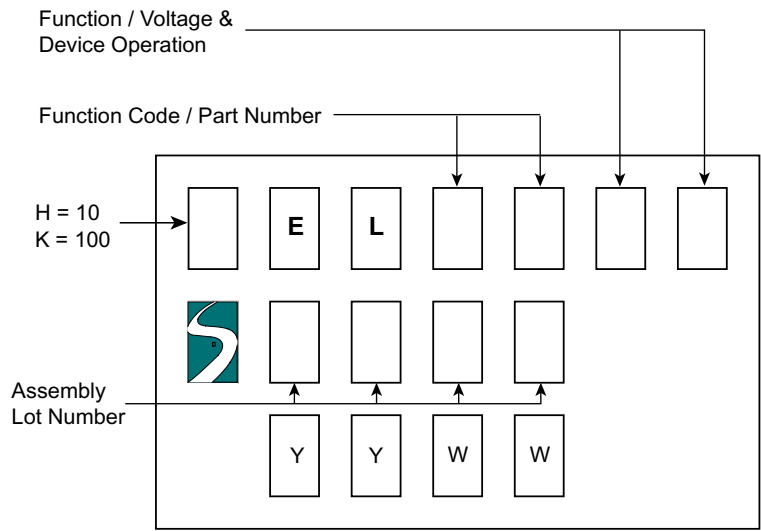 Function / Voltage &
Device Operation
Function Code / Part Number
H = 10
K = 100
E L
Assembly
Lot Number
Y Y W W